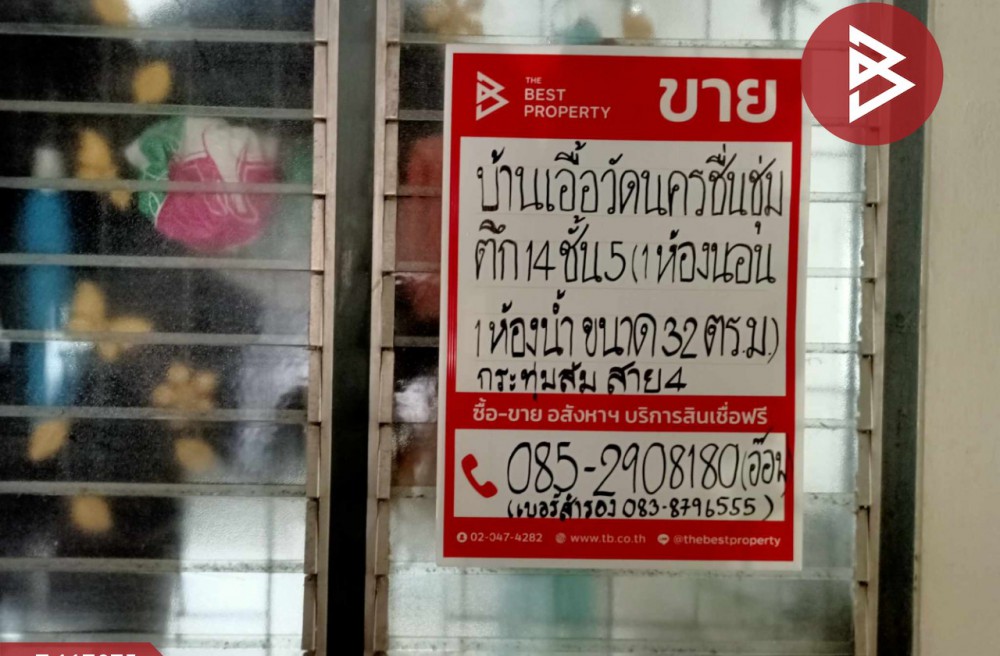 THE
BEST
PROPERTY
ขาย
บ้านเอื้อวัดนครชื่นชุ่ม
ตึก 14 ชั้น 5 (1 ห้องนอน
1 ห้องน้ำ ขนาด 32 ตร.ม.)
กระทุ่มล้ม สาย 4
ซื้อ-ขาย อสังหาฯ บริการสินเชื่อฟรี
085-2908180 (อ๊อม
(เบอร์สำรอง 083-8796555)
02-047-4282 www.tb.co.th @thebestproperty